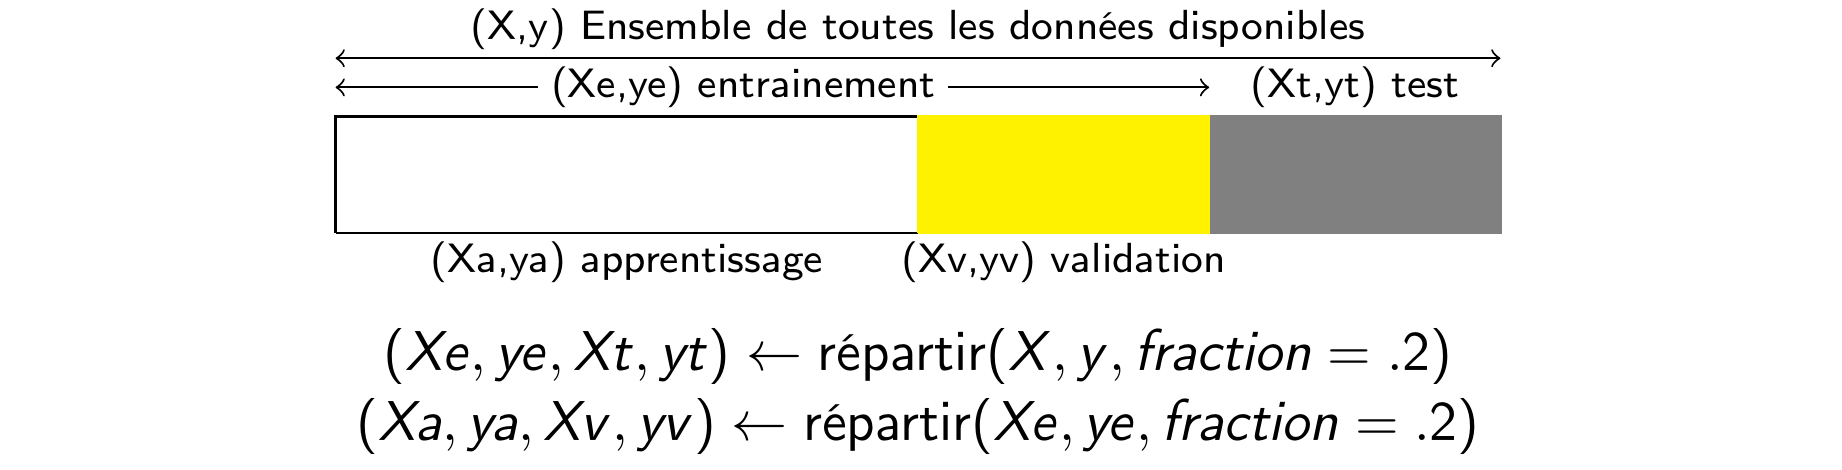 (X,y) Ensemble de toutes les données disponibles
(Xe,ye) entrainement (Xt,yt) test
(Xa,ya) apprentissage (Xv,yv) validation
(Xe, ye, Xt, yt) ← répartir(X, y, fraction = .2)
(Xa, ya, Xv, yv) ← répartir(Xe, ye, fraction = .2)